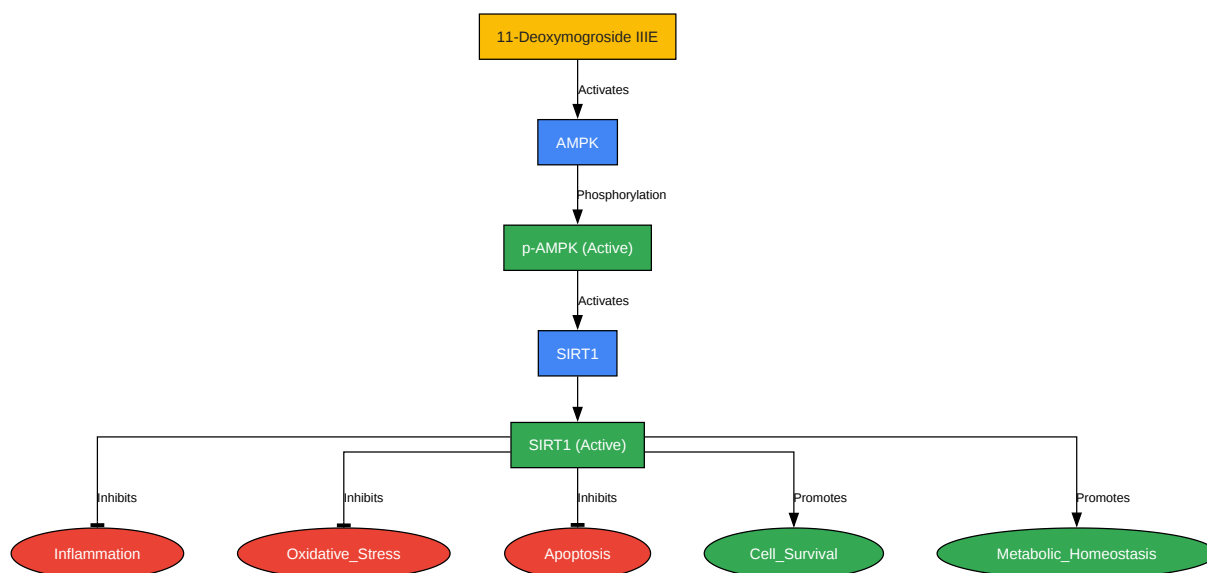 11-Deoxymogroside IIIE
Activates
AMPK
Phosphorylation
p-AMPK (Active)
Activates
SIRT1
SIRT1 (Active)
Inhibits
Inhibits
Inhibits
Promotes
Promotes
Inflammation
Oxidative_Stress
Apoptosis
Cell_Survival
Metabolic_Homeostasis